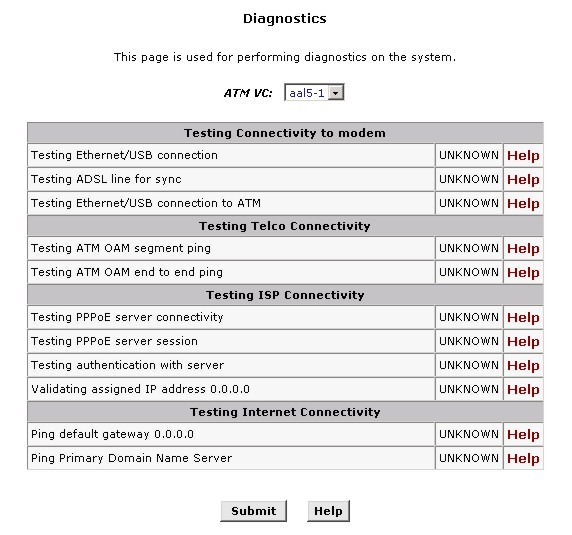 Diagnostics
This page is used for performing diagnostics on the system.
ATM VC: aal5-1
Testing Connectivity to modem
Testing Ethernet/USB connection UNKNOWN Help
Testing ADSL line for sync UNKNOWN Help
Testing Ethernet/USB connection to ATM UNKNOWN Help
Testing Telco Connectivity
Testing ATM OAM segment ping UNKNOWN Help
Testing ATM OAM end to end ping UNKNOWN Help
Testing ISP Connectivity
Testing PPPoE server connectivity UNKNOWN Help
Testing PPPoE server session UNKNOWN Help
Testing authentication with server UNKNOWN Help
Validating assigned IP address 0.0.0.0 UNKNOWN Help
Testing Internet Connectivity
Ping default gateway 0.0.0.0 UNKNOWN Help
Ping Primary Domain Name Server UNKNOWN Help
Submit Help